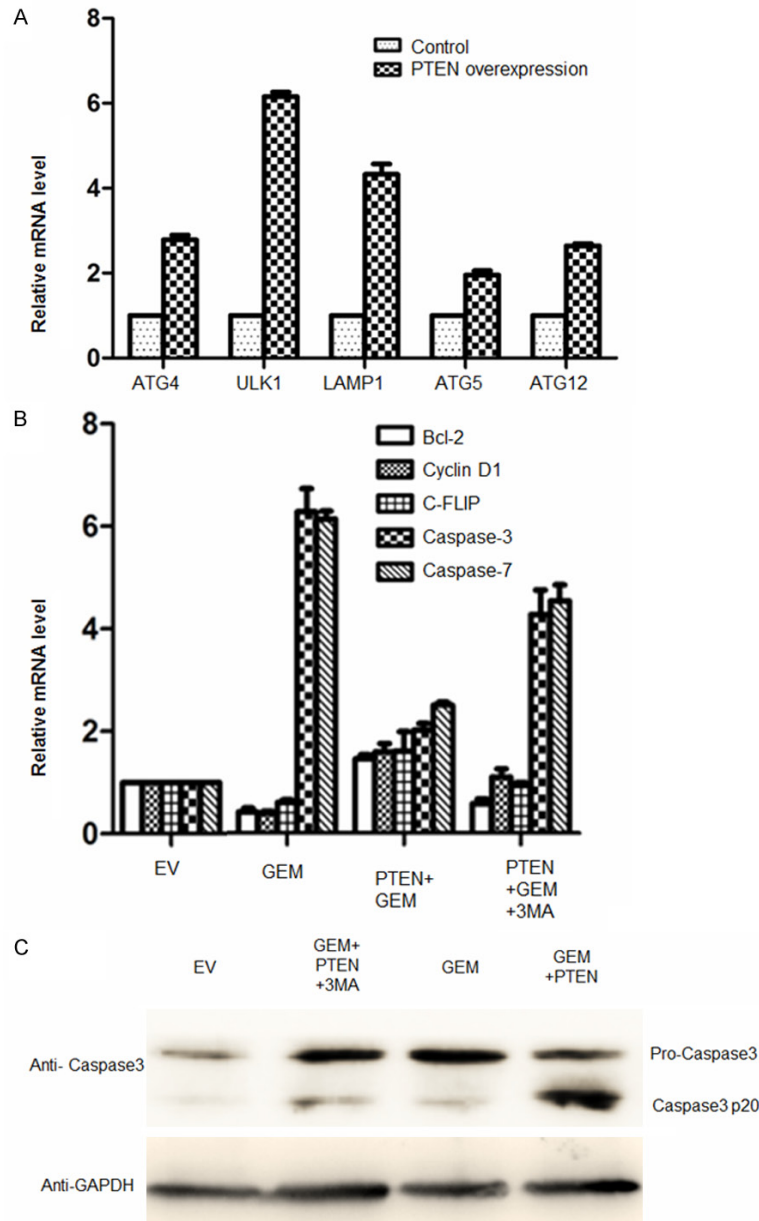 A
8
6
4
2
0
Relative mRNA level
Control
PTEN overexpression
ATG4 ULK1 LAMP1 ATG5 ATG12
B
8
6
4
2
0
Relative mRNA level
Bcl-2
Cyclin D1
C-FLIP
Caspase-3
Caspase-7
EV
GEM
PTEN+
GEM
PTEN
+GEM
+3MA
C
EV
GEM+
PTEN
+3MA
GEM
GEM
+PTEN
Anti- Caspase3
Pro-Caspase3
Caspase3 p20
Anti-GAPDH